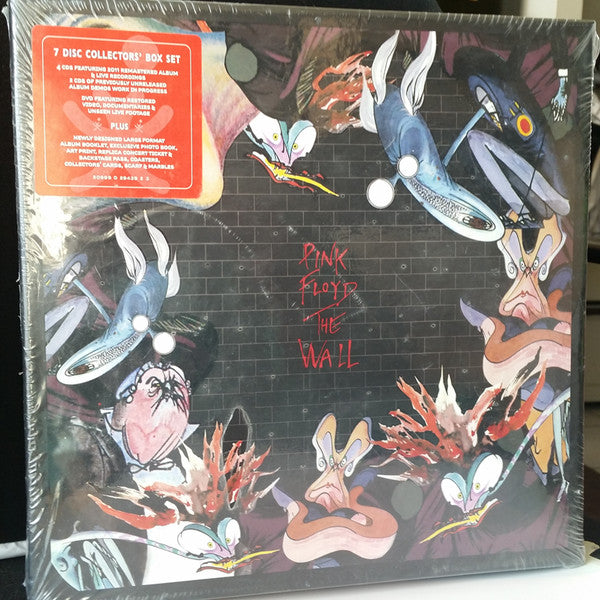 7 DISC COLLECTORS' BOX SET
4 CDS FEATURING 2011 REMASTERED ALBUM
& LIVE RECORDINGS
2 CDS OF PREVIOUSLY UNRELEASED
ALBUM DEMOS WORK IN PROGRESS
DVD FEATURING RESTORED
VIDEO, DOCUMENTARIES &
UNSEEN LIVE FOOTAGE
PLUS
NEWLY DESIGNED LARGE FORMAT
ALBUM BOOKLET, EXCLUSIVE PHOTO BOOK,
ART PRINT, REPLICA CONCERT TICKET &
BACKSTAGE PASS, COASTERS,
COLLECTORS' CARDS, SCARF & MARBLES
PINK
FLOYD
THE
WALL